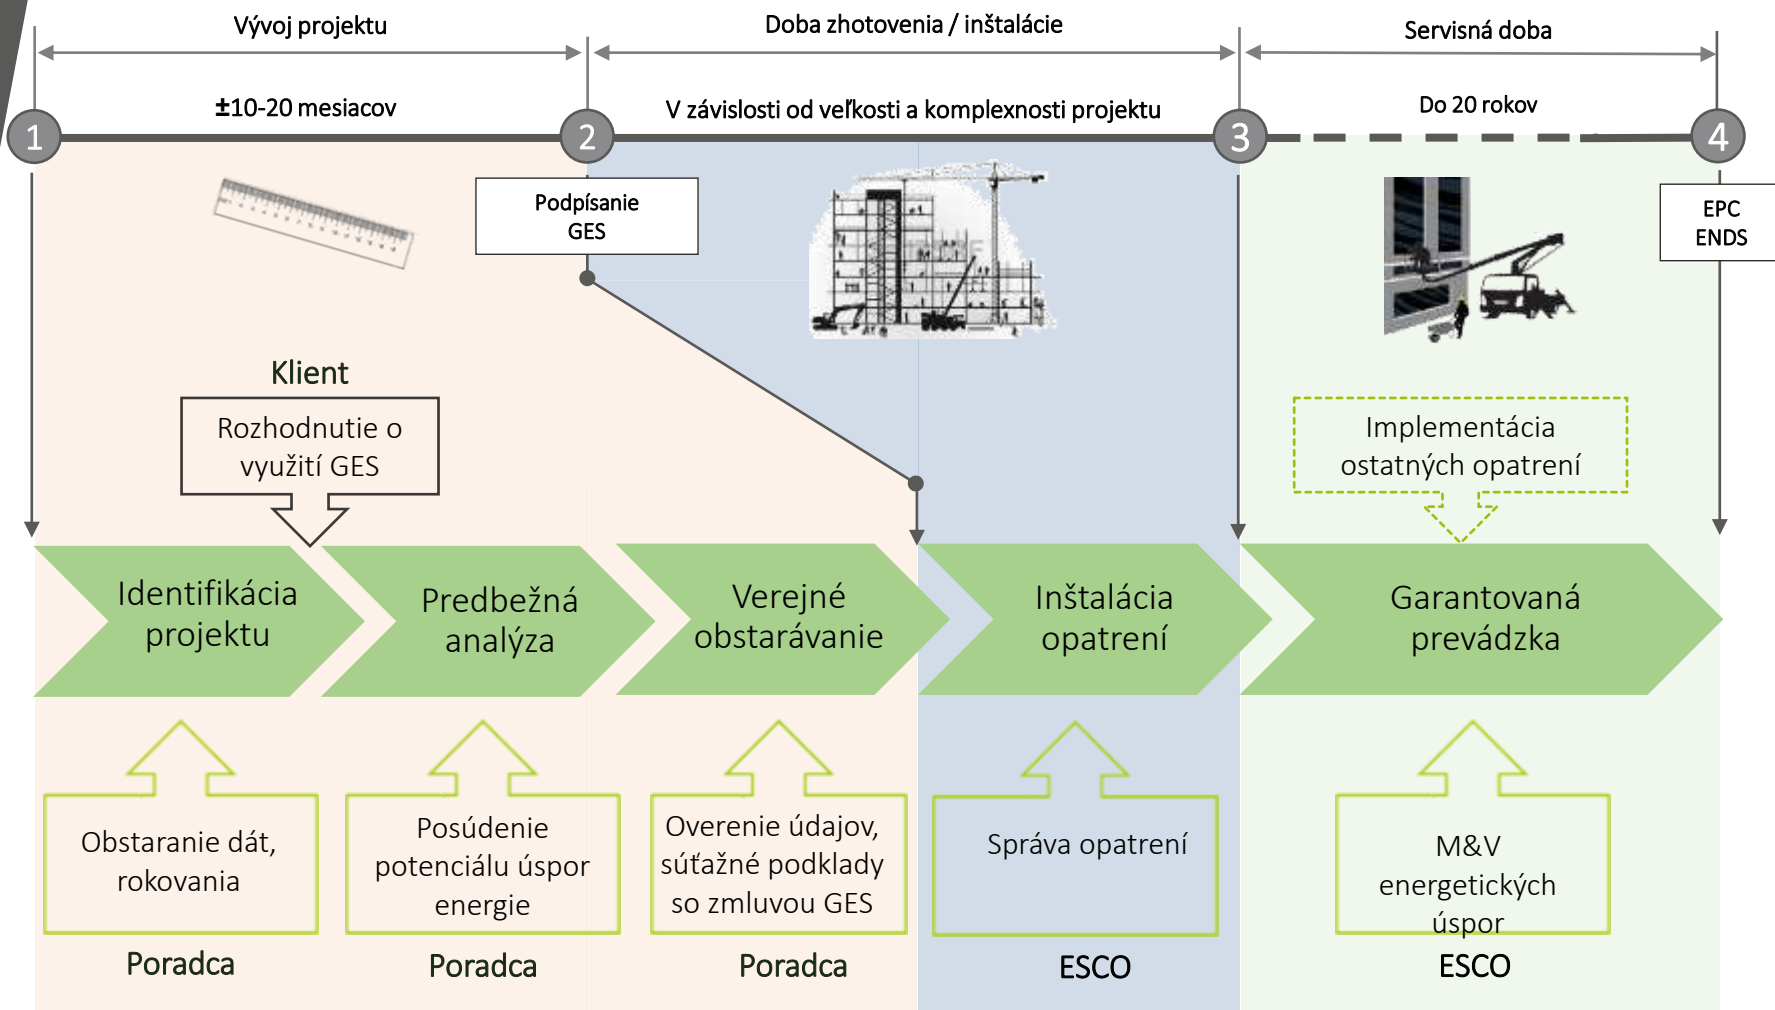 Vývoj projektu
Doba zhotovenia / inštalácie
Servisná doba
±10-20 mesiacov
V závislosti od veľkosti a komplexnosti projektu
Do 20 rokov
1
2
3
4
Podpísanie
GES
EPC
ENDS
Klient
Rozhodnutie o
využití GES
Implementácia
ostatných opatrení
Identifikácia
projektu
Predbežná
analýza
Verejné
obstarávanie
Inštalácia
opatrení
Garantovaná
prevádzka
Obstaranie dát,
rokovania
Posúdenie
potenciálu úspor
energie
Overenie údajov,
súťažné podklady
so zmluvou GES
Správa opatrení
M&V
energetických
úspor
Poradca
Poradca
Poradca
ESCO
ESCO